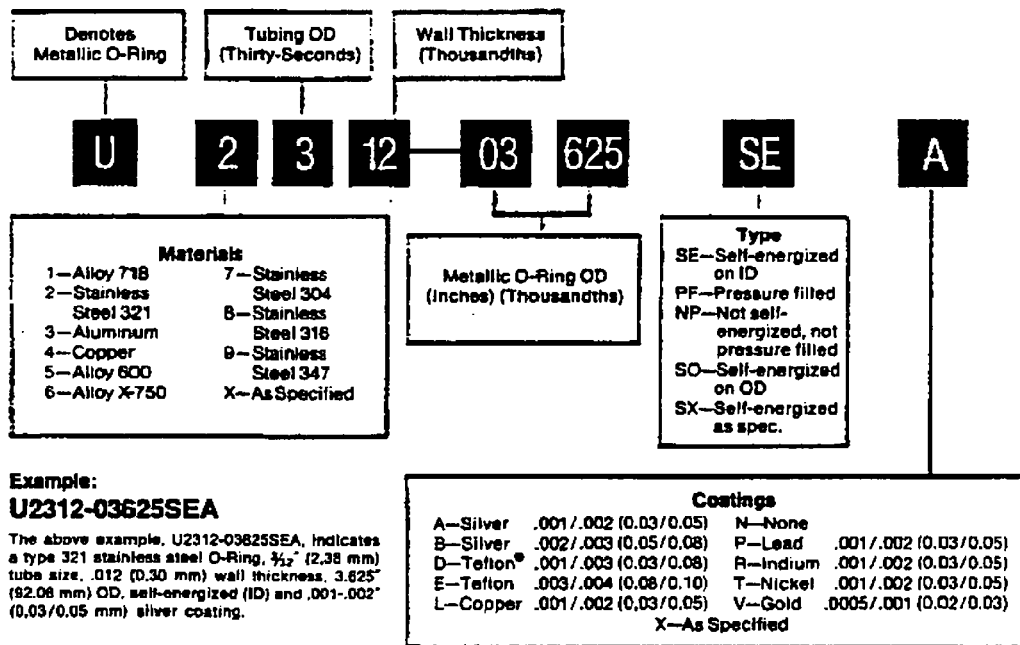 Denotes
Metallic O-Ring
Tubing OD
(Thirty-Seconds)
Wall Thickness
(Thousandths)
U 2 3 12 — 03 625 SE A
Materials
1—Alloy 718
2—Stainless
Steel 321
3—Aluminum
4—Copper
5—Alloy 600
6—Alloy X-750
7—Stainless
Steel 304
8—Stainless
Steel 316
9—Stainless
Steel 347
X—As Specified
Metallic O-Ring OD
(Inches) (Thousandths)
Type
SE—Self-energized
on ID
PF—Pressure filled
NP—Not self-
energized, not
pressure filled
SO—Self-energized
on OD
SX—Self-energized
as spec.
Example:
U2312-03625SEA
The above example, U2312-03625SEA, indicates
a type 321 stainless steel O-Ring, 3/32" (2,38 mm)
tube size, .012 (0,30 mm) wall thickness, 3.625"
(92,08 mm) OD, self-energized (ID) and .001-.002"
(0,03/0,05 mm) silver coating.
Coatings
A—Silver .001/.002 (0.03/0.05)
B—Silver .002/.003 (0.05/0.08)
D—Teflon® .001/.003 (0.03/0.08)
E—Teflon .003/.004 (0.08/0.10)
L—Copper .001/.002 (0.03/0.05)
N—None
P—Lead .001/.002 (0.03/0.05)
R—Indium .001/.002 (0.03/0.05)
T—Nickel .001/.002 (0.03/0.05)
V—Gold .0005/.001 (0.02/0.03)
X—As Specified